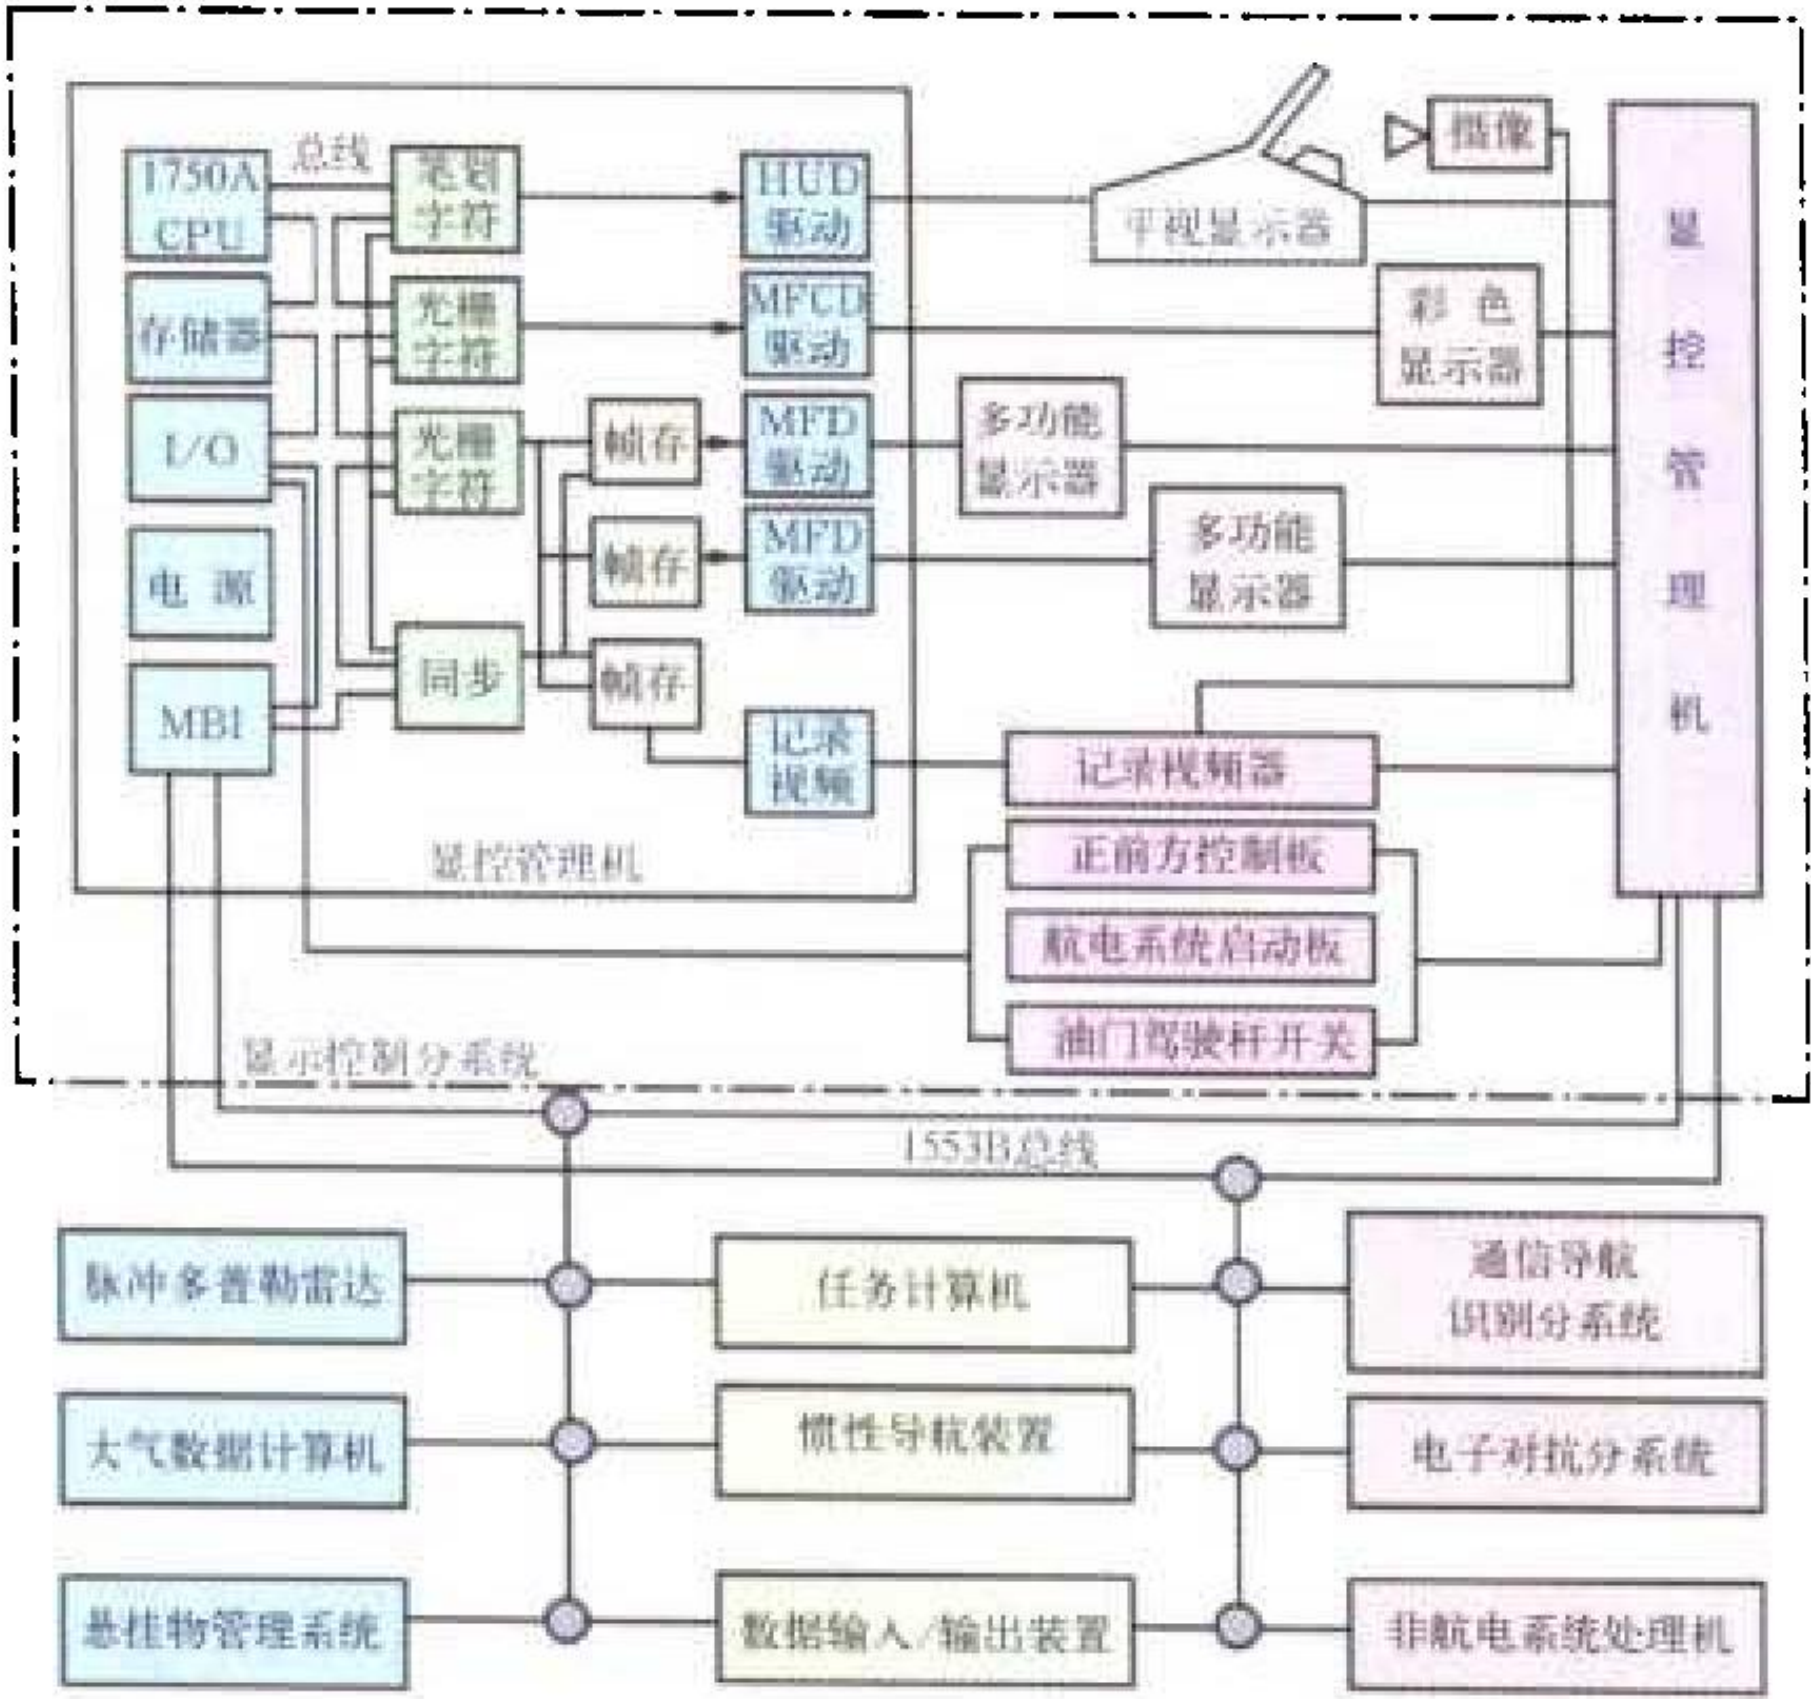 1750A
CPU
总线
笔划
字符
HUD
驱动
平视显示器
摄像
显控管理机
存储器
光栅
字符
MFCD
驱动
彩色
显示器
I/O
光栅
字符
帧存
MFD
驱动
多功能
显示器
电源
帧存
MFD
驱动
多功能
显示器
MBI
同步
帧存
记录
视频
记录视频器
显控管理机
正前方控制板
航电系统启动板
油门驾驶杆开关
显示控制分系统
1553B总线
脉冲多普勒雷达
任务计算机
通信导航
识别分系统
大气数据计算机
惯性导航装置
电子对抗分系统
悬挂物管理系统
数据输入/输出装置
非航电系统处理机